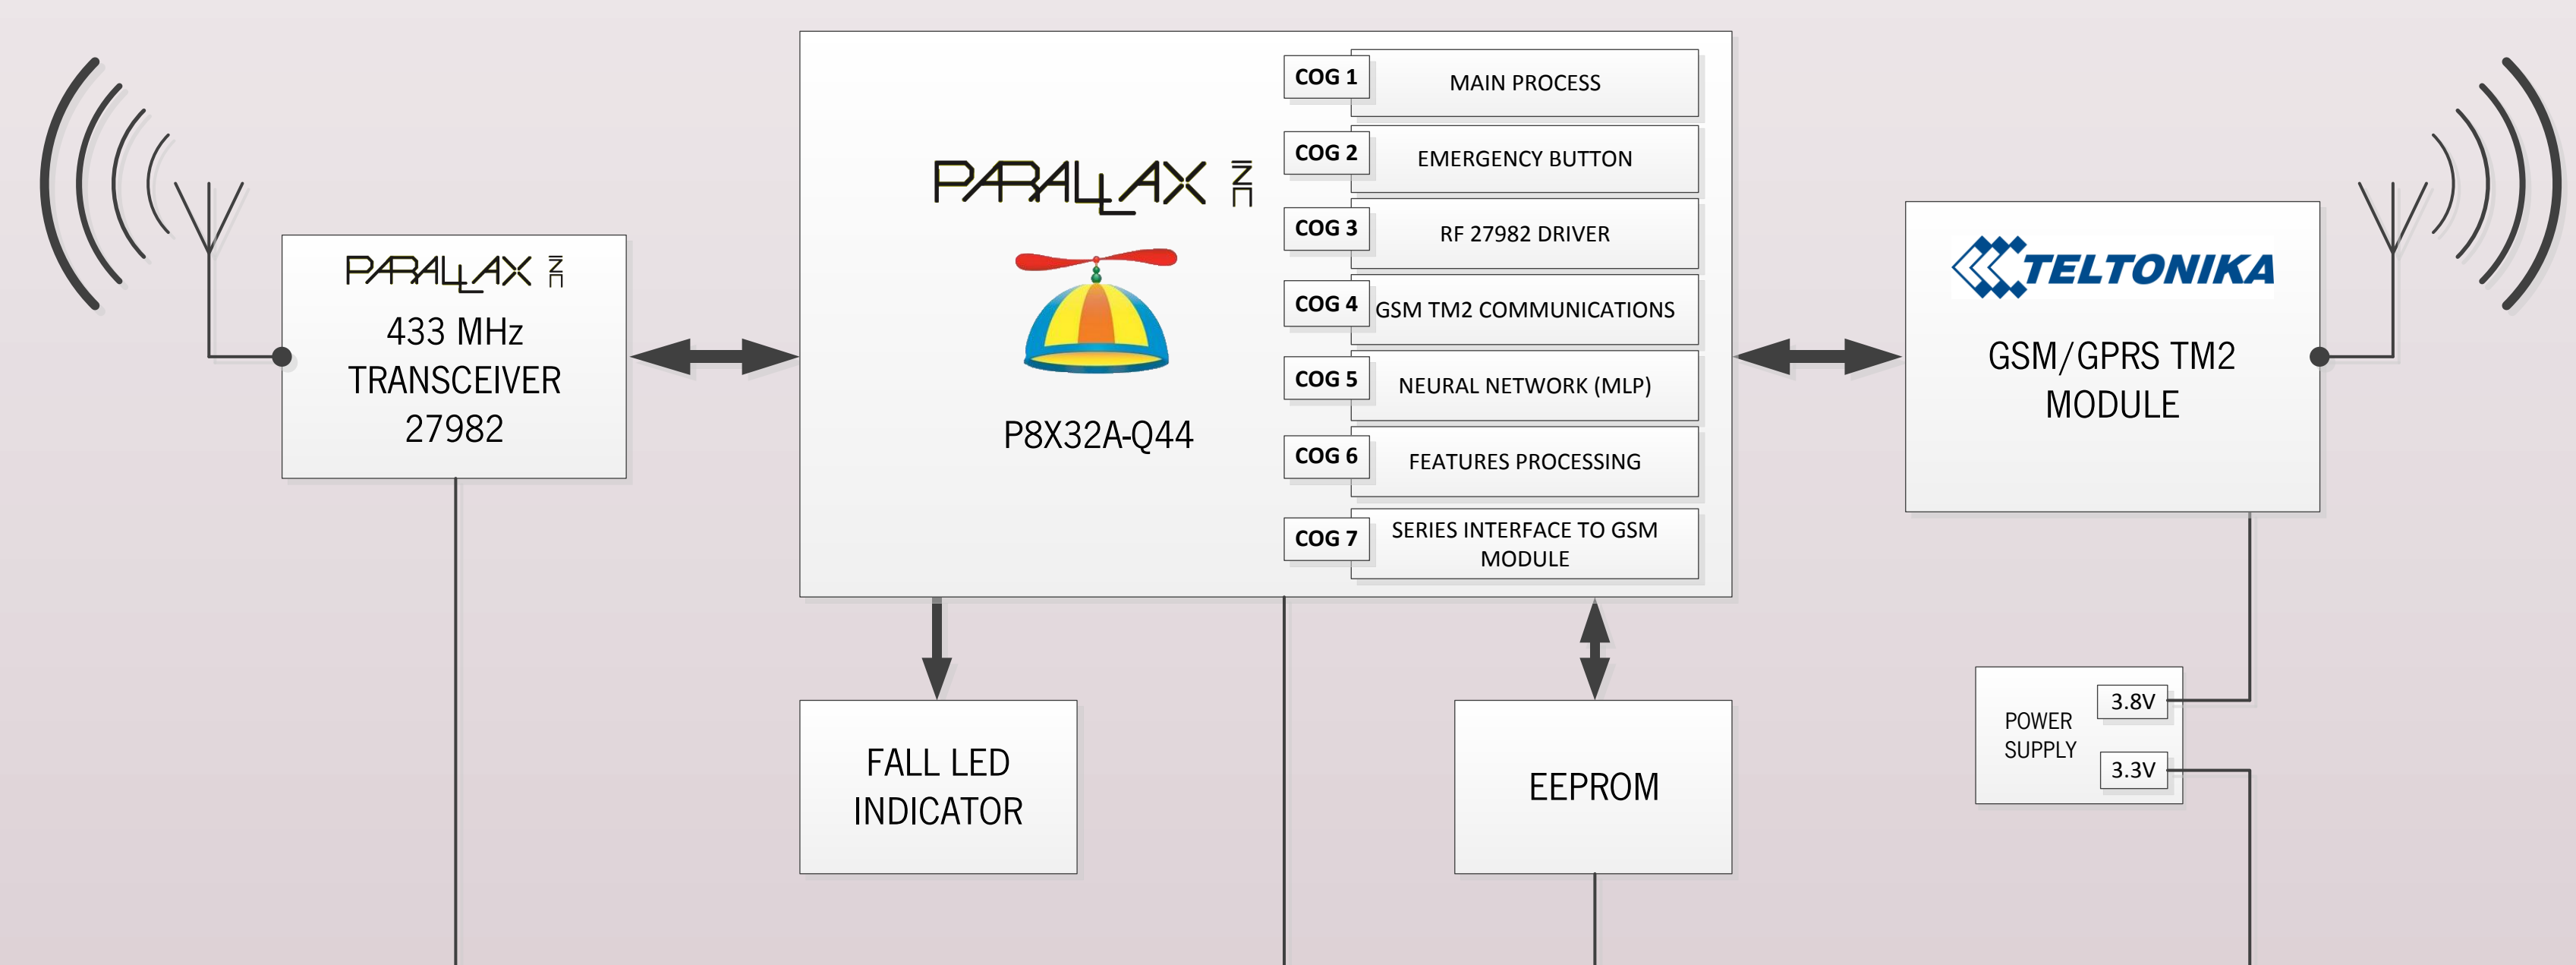 PARALLAX INC
433 MHz
TRANSCEIVER
27982
PARALLAX INC
P8X32A-Q44
COG 1
MAIN PROCESS
COG 2
EMERGENCY BUTTON
COG 3
RF 27982 DRIVER
COG 4
GSM TM2 COMMUNICATIONS
COG 5
NEURAL NETWORK (MLP)
COG 6
FEATURES PROCESSING
COG 7
SERIES INTERFACE TO GSM
MODULE
TELTONIKA
GSM/GPRS TM2
MODULE
FALL LED
INDICATOR
EEPROM
POWER
SUPPLY
3.8V
3.3V